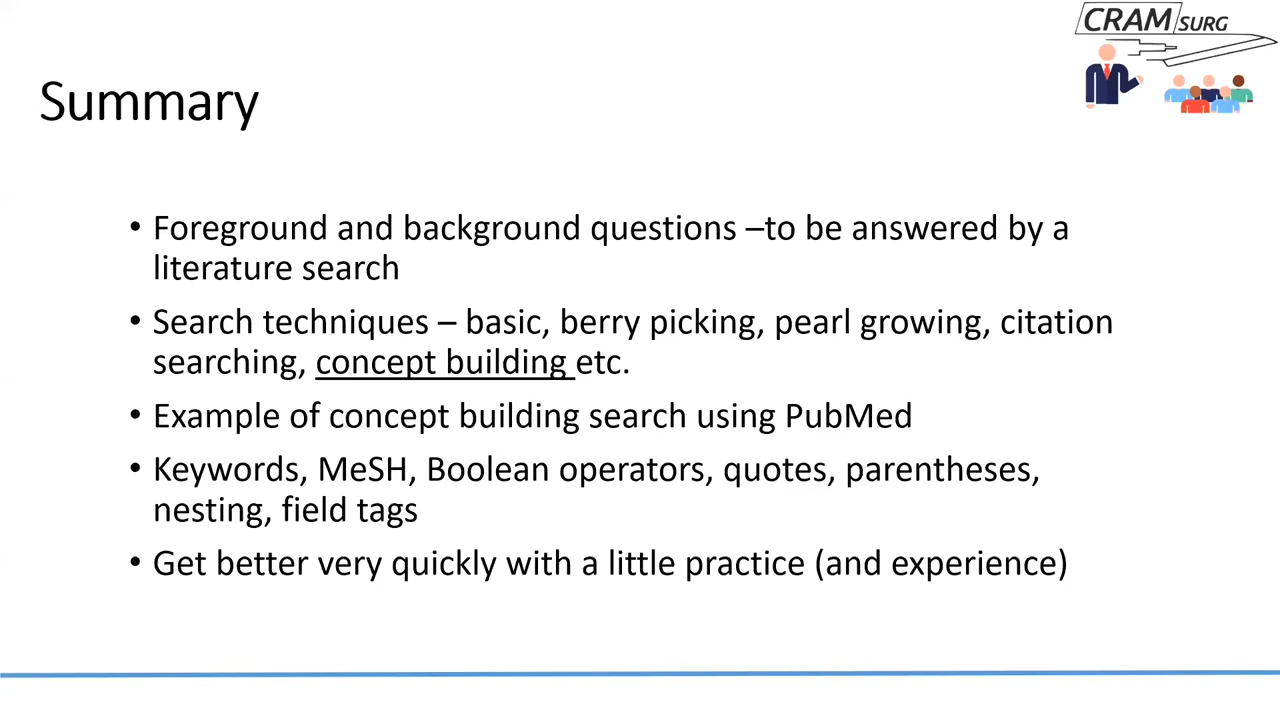 CRAM SURG
Summary
• Foreground and background questions –to be answered by a
literature search
• Search techniques – basic, berry picking, pearl growing, citation
searching, concept building etc.
• Example of concept building search using PubMed
• Keywords, MeSH, Boolean operators, quotes, parentheses,
nesting, field tags
• Get better very quickly with a little practice (and experience)